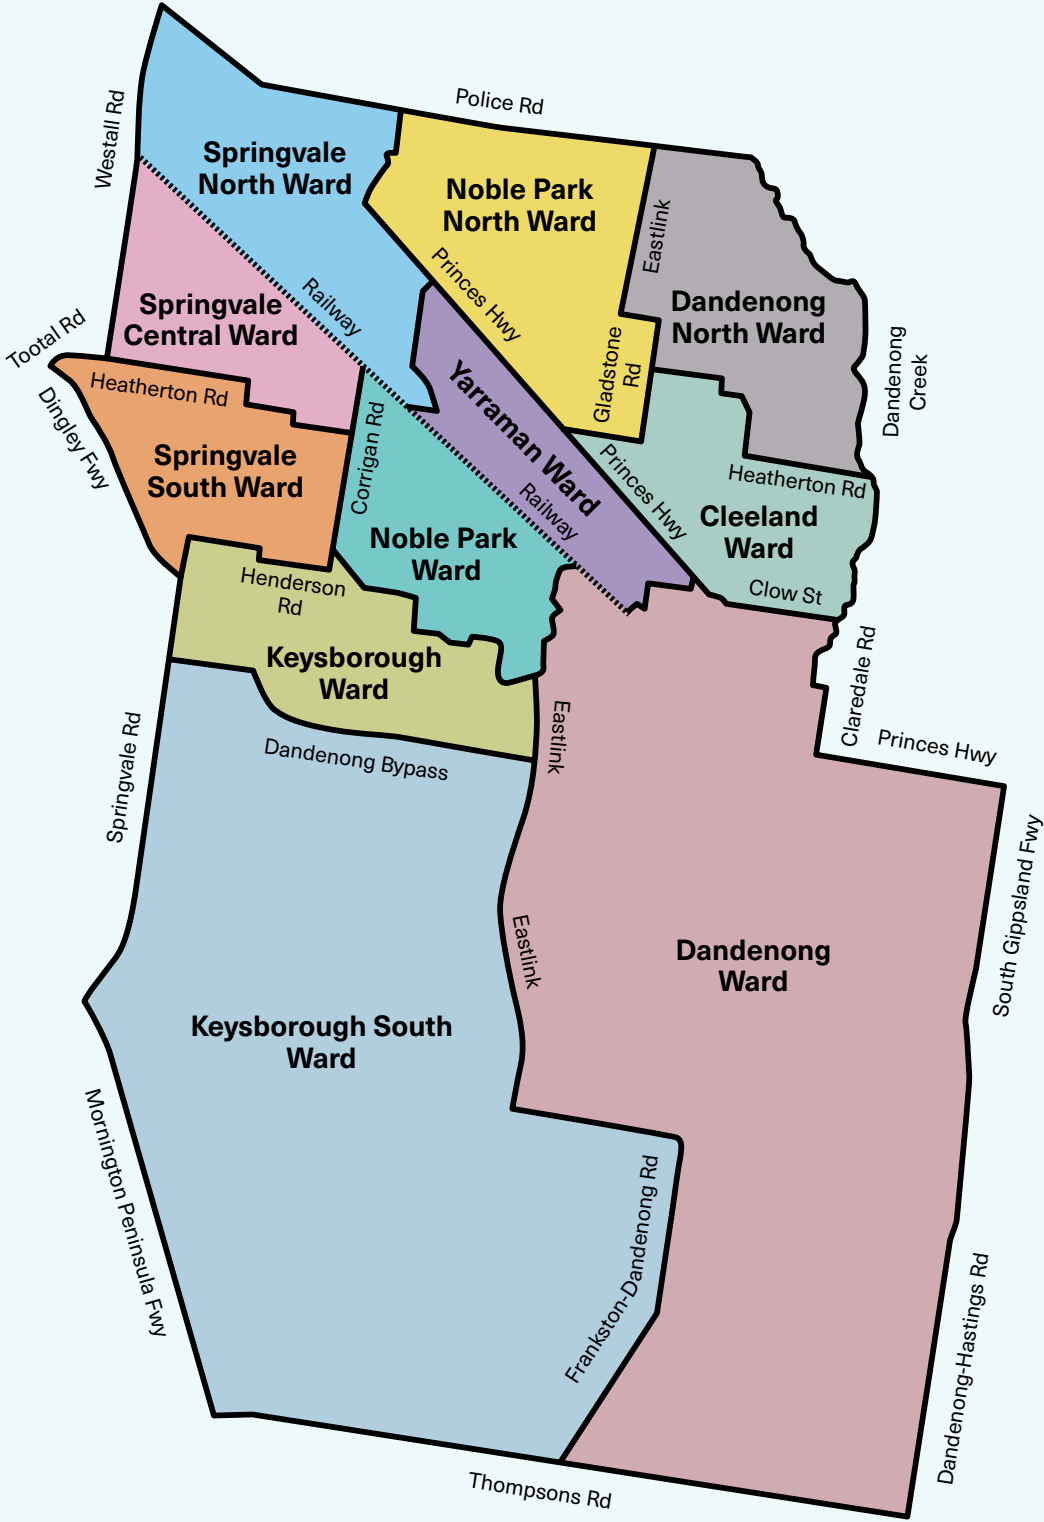 Police Rd
Westall Rd
Springvale
North Ward
Noble Park
North Ward
Eastlink
Princes Hwy
Railway
Springvale
Central Ward
Dandenong
North Ward
Tootal Rd
Gladstone
Rd
Dandenong
Creek
Heatherton Rd
Dingley Fwy
Yarraman Ward
Corrigan Rd
Springvale
South Ward
Princes Hwy
Heatherton Rd
Railway
Cleeland
Ward
Noble Park
Ward
Henderson
Rd
Clow St
Keysborough
Ward
Claredale Rd
Springvale Rd
Eastlink
Princes Hwy
Dandenong Bypass
South Gippsland Fwy
Eastlink
Dandenong
Ward
Keysborough South
Ward
Mornington Peninsula Fwy
Frankston-Dandenong Rd
Dandenong-Hastings Rd
Thompsons Rd